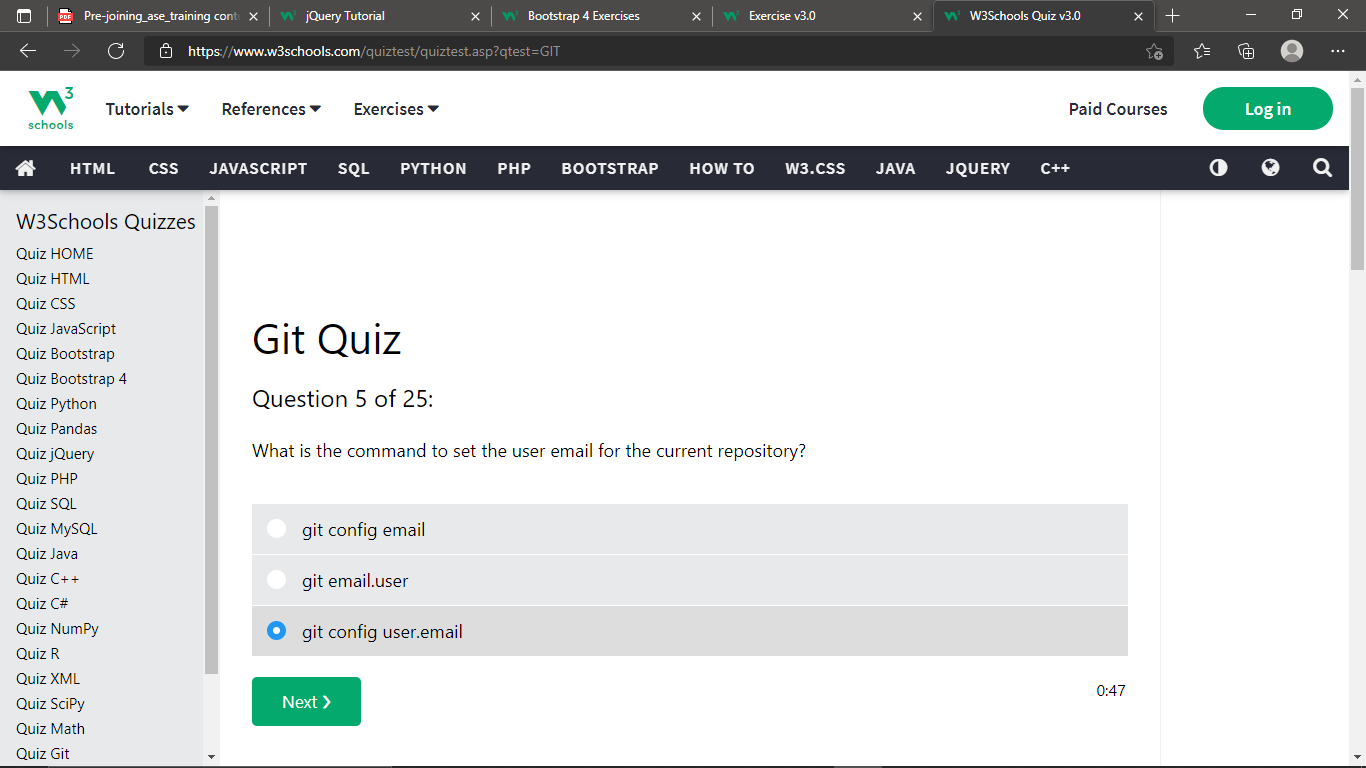 Pre-joining_ase_training cont
jQuery Tutorial
Bootstrap 4 Exercises
Exercise v3.0
W3Schools Quiz v3.0
https://www.w3schools.com/quiztest/quiztest.asp?qtest=GIT
W3 schools
Tutorials
References
Exercises
Paid Courses
Log in
HTML CSS JAVASCRIPT SQL PYTHON PHP BOOTSTRAP HOW TO W3.CSS JAVA JQUERY C++
W3Schools Quizzes
Quiz HOME
Quiz HTML
Quiz CSS
Quiz JavaScript
Quiz Bootstrap
Quiz Bootstrap 4
Quiz Python
Quiz Pandas
Quiz jQuery
Quiz PHP
Quiz SQL
Quiz MySQL
Quiz Java
Quiz C++
Quiz C#
Quiz NumPy
Quiz R
Quiz XML
Quiz SciPy
Quiz Math
Quiz Git
Git Quiz
Question 5 of 25:
What is the command to set the user email for the current repository?
git config email
git email.user
git config user.email
Next ❯
0:47